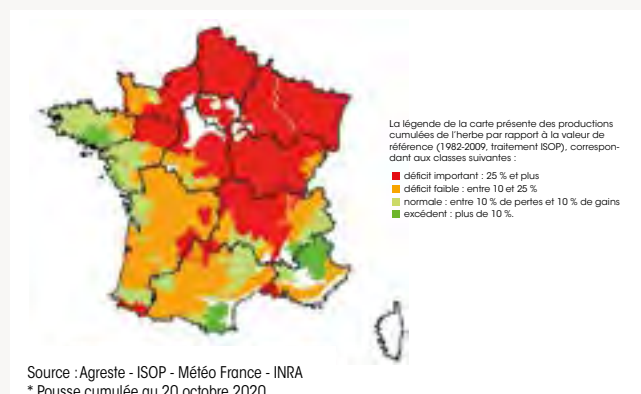 La légende de la carte présente des productions
cumulées de l'herbe par rapport à la valeur de
référence (1982-2009, traitement ISOP), correspon-
dant aux classes suivantes :
déficit important : 25 % et plus
déficit faible : entre 10 et 25 %
normale : entre 10 % de pertes et 10 % de gains
excédent : plus de 10 %.
Source : Agreste - ISOP - Météo France - INRA
* Pousse cumulée au 20 octobre 2020